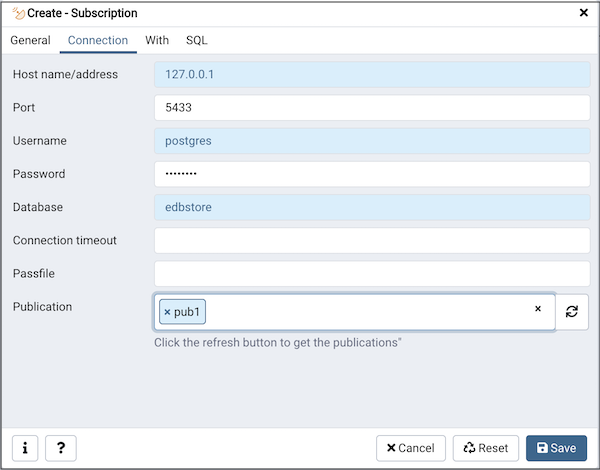 Create - Subscription
General Connection With SQL
Host name/address 127.0.0.1
Port 5433
Username postgres
Password ••••••••
Database edbstore
Connection timeout
Passfile
Publication × pub1 ×
Click the refresh button to get the publications"
i ? Cancel Reset Save